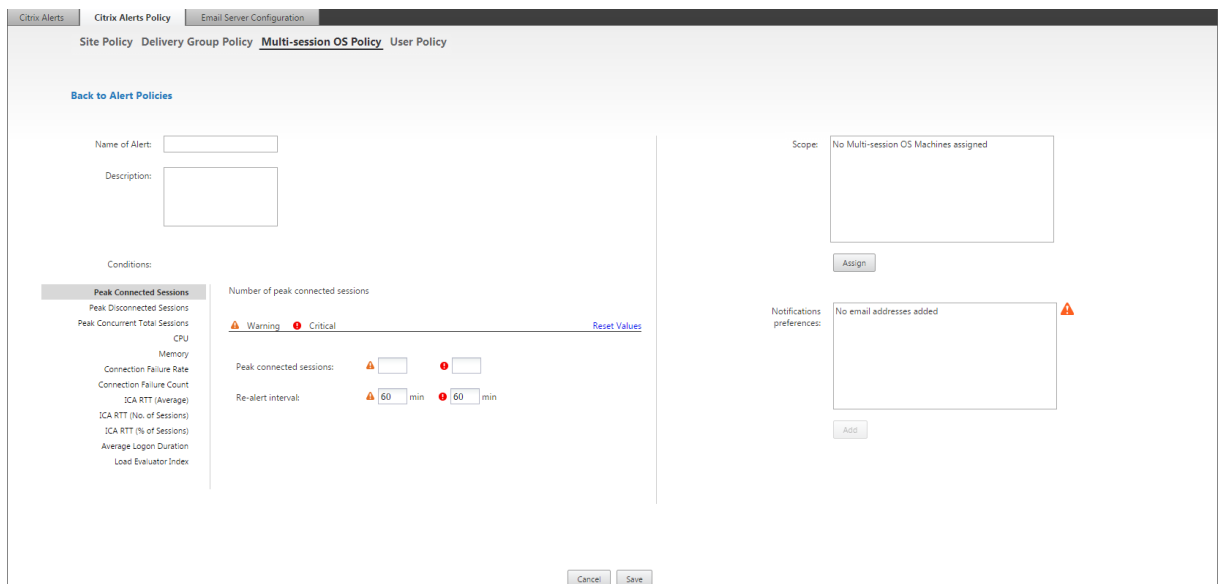 Citrix Alerts Citrix Alerts Policy Email Server Configuration
Site Policy Delivery Group Policy Multi-session OS Policy User Policy
Back to Alert Policies
Name of Alert:
Description:
Conditions:
Peak Connected Sessions
Peak Disconnected Sessions
Peak Concurrent Total Sessions
CPU
Memory
Connection Failure Rate
Connection Failure Count
ICA RTT (Average)
ICA RTT (No. of Sessions)
ICA RTT (% of Sessions)
Average Logon Duration
Load Evaluator Index
Number of peak connected sessions
Warning Critical Reset Values
Peak connected sessions:
Re-alert interval: 60 min 60 min
Scope: No Multi-session OS Machines assigned
Assign
Notifications preferences: No email addresses added
Add
Cancel Save